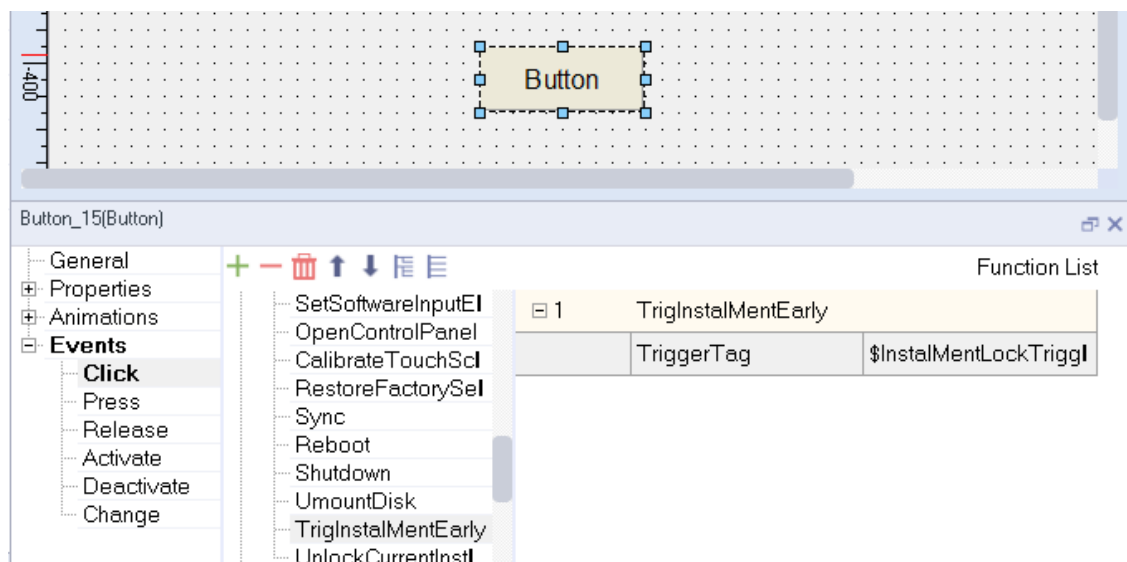 Button
-400
Button_15(Button)
General
Properties
Animations
Events
Click
Press
Release
Activate
Deactivate
Change
SetSoftwareInputEl
OpenControlPanel
CalibrateTouchScl
RestoreFactorySel
Sync
Reboot
Shutdown
UmountDisk
TrigInstalMentEarly
UnlockCurrentInstl
Function List
1 TrigInstalMentEarly
TriggerTag $InstalMentLockTriggl